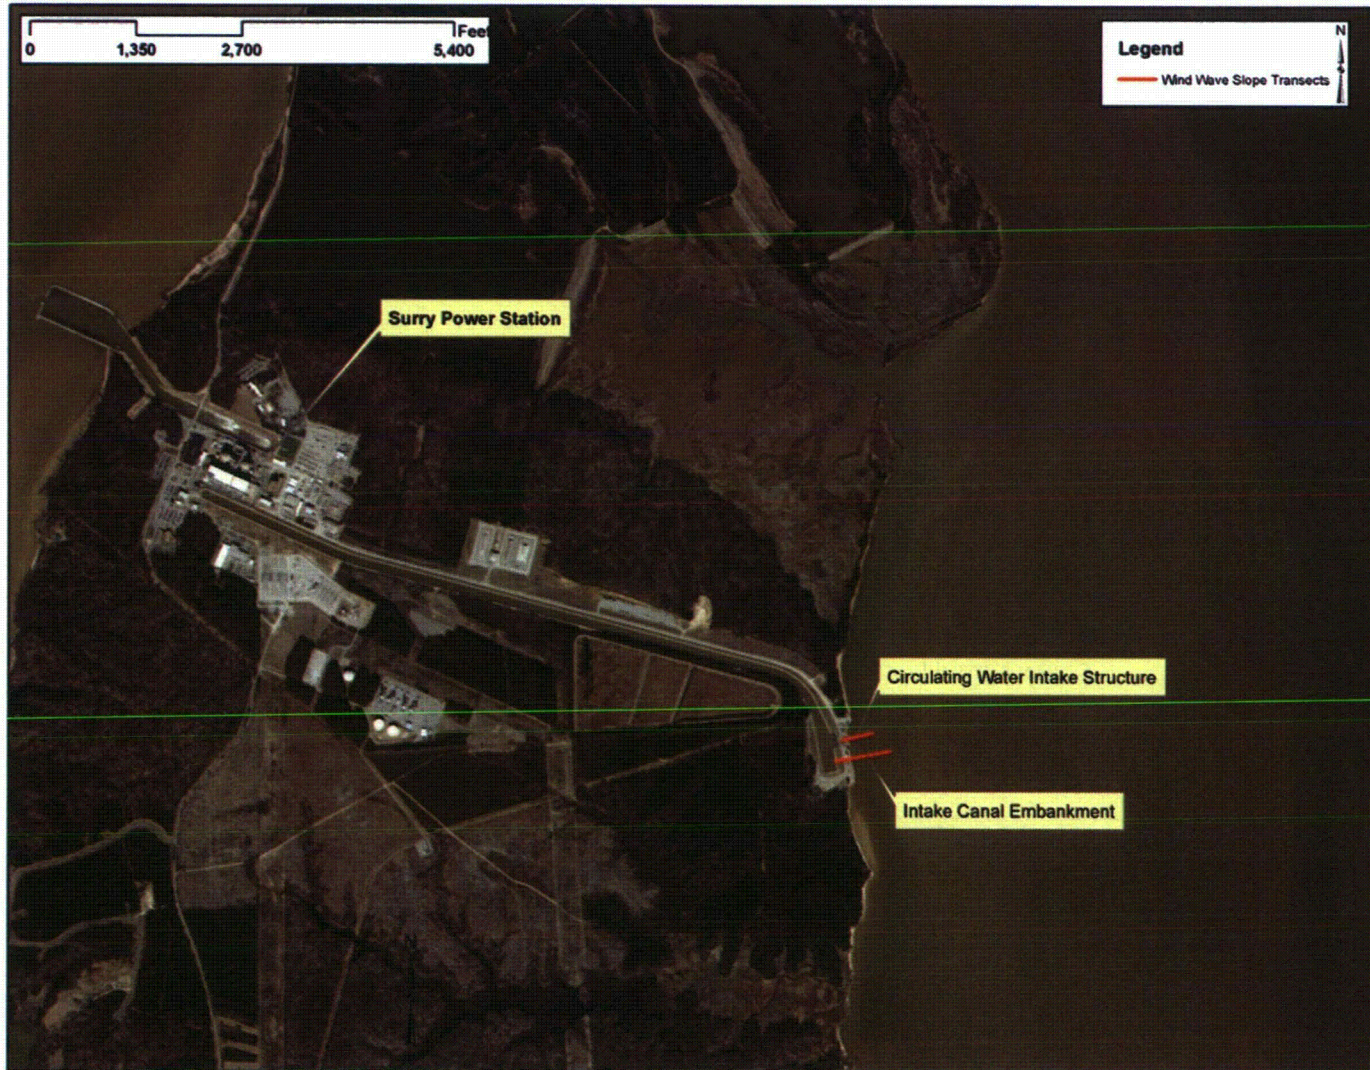 Feet
0 1,350 2,700 5,400
N
Legend
Wind Wave Slope Transects
Surry Power Station
Circulating Water Intake Structure
Intake Canal Embankment